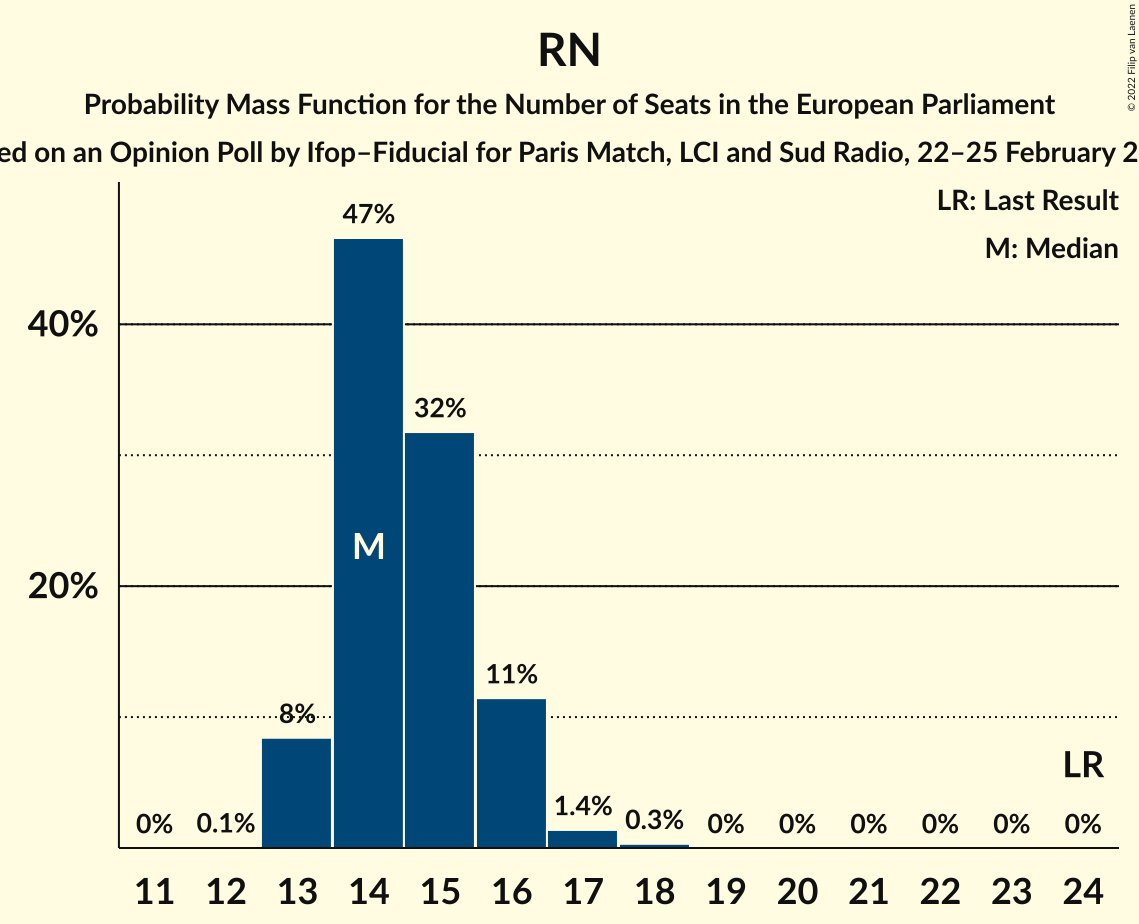 RN
Probability Mass Function for the Number of Seats in the European Parliament
on an Opinion Poll by Ifop–Fiducial for Paris Match, LCI and Sud Radio, 22–25 February
© 2022 Filip van Laenen
LR: Last Result
M: Median
47%
40%
32%
M
20%
11%
8%
LR
1.4%
0% 0.1% 0.3% 0% 0% 0% 0% 0% 0%
11 12 13 14 15 16 17 18 19 20 21 22 23 24